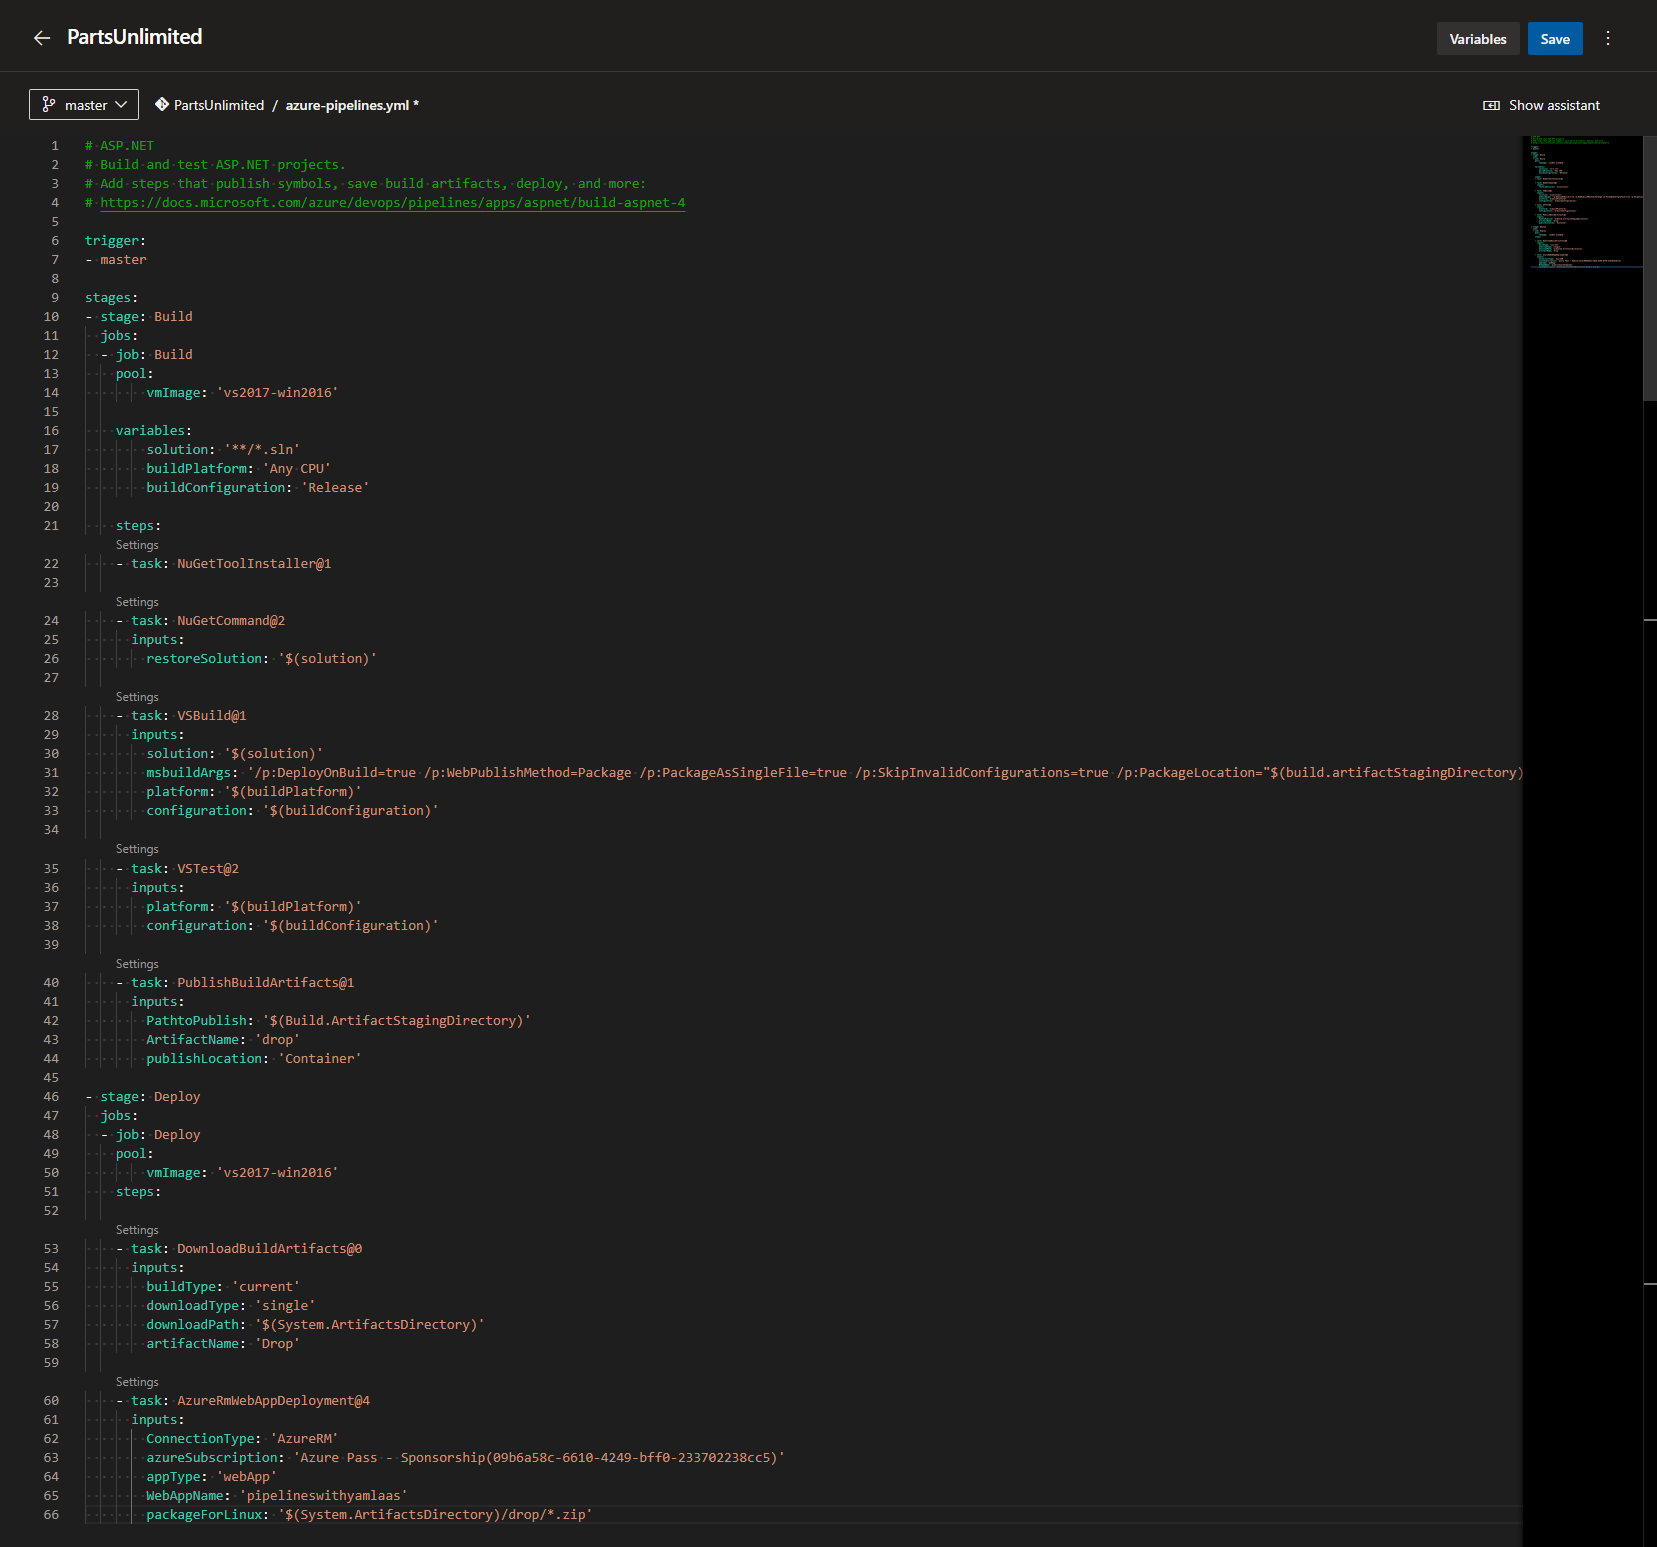 PartsUnlimited
Variables
Save
master
PartsUnlimited / azure-pipelines.yml *
Show assistant
1 # ASP.NET
2 # Build and test ASP.NET projects.
3 # Add steps that publish symbols, save build artifacts, deploy, and more:
4 # https://docs.microsoft.com/azure/devops/pipelines/apps/aspnet/build-aspnet-4
5
6 trigger:
7 - master
8
9 stages:
10 - stage: Build
11 jobs:
12 - job: Build
13 pool:
14 vmImage: 'vs2017-win2016'
15
16 variables:
17 solution: '**/*.sln'
18 buildPlatform: 'Any CPU'
19 buildConfiguration: 'Release'
20
21 steps:
Settings
22 - task: NuGetToolInstaller@1
23
Settings
24 - task: NuGetCommand@2
25 inputs:
26 restoreSolution: '$(solution)'
27
Settings
28 - task: VSBuild@1
29 inputs:
30 solution: '$(solution)'
31 msbuildArgs: '/p:DeployOnBuild=true /p:WebPublishMethod=Package /p:PackageAsSingleFile=true /p:SkipInvalidConfigurations=true /p:PackageLocation="$(build.artifactStagingDirectory)
32 platform: '$(buildPlatform)'
33 configuration: '$(buildConfiguration)'
34
Settings
35 - task: VSTest@2
36 inputs:
37 platform: '$(buildPlatform)'
38 configuration: '$(buildConfiguration)'
39
Settings
40 - task: PublishBuildArtifacts@1
41 inputs:
42 PathtoPublish: '$(Build.ArtifactStagingDirectory)'
43 ArtifactName: 'drop'
44 publishLocation: 'Container'
45
46 - stage: Deploy
47 jobs:
48 - job: Deploy
49 pool:
50 vmImage: 'vs2017-win2016'
51 steps:
52
Settings
53 - task: DownloadBuildArtifacts@0
54 inputs:
55 buildType: 'current'
56 downloadType: 'single'
57 downloadPath: '$(System.ArtifactsDirectory)'
58 artifactName: 'Drop'
59
Settings
60 - task: AzureRmWebAppDeployment@4
61 inputs:
62 ConnectionType: 'AzureRM'
63 azureSubscription: 'Azure Pass - Sponsorship(09b6a58c-6610-4249-bff0-233702238cc5)'
64 appType: 'webApp'
65 WebAppName: 'pipelineswithyamlaas'
66 packageForLinux: '$(System.ArtifactsDirectory)/drop/*.zip'